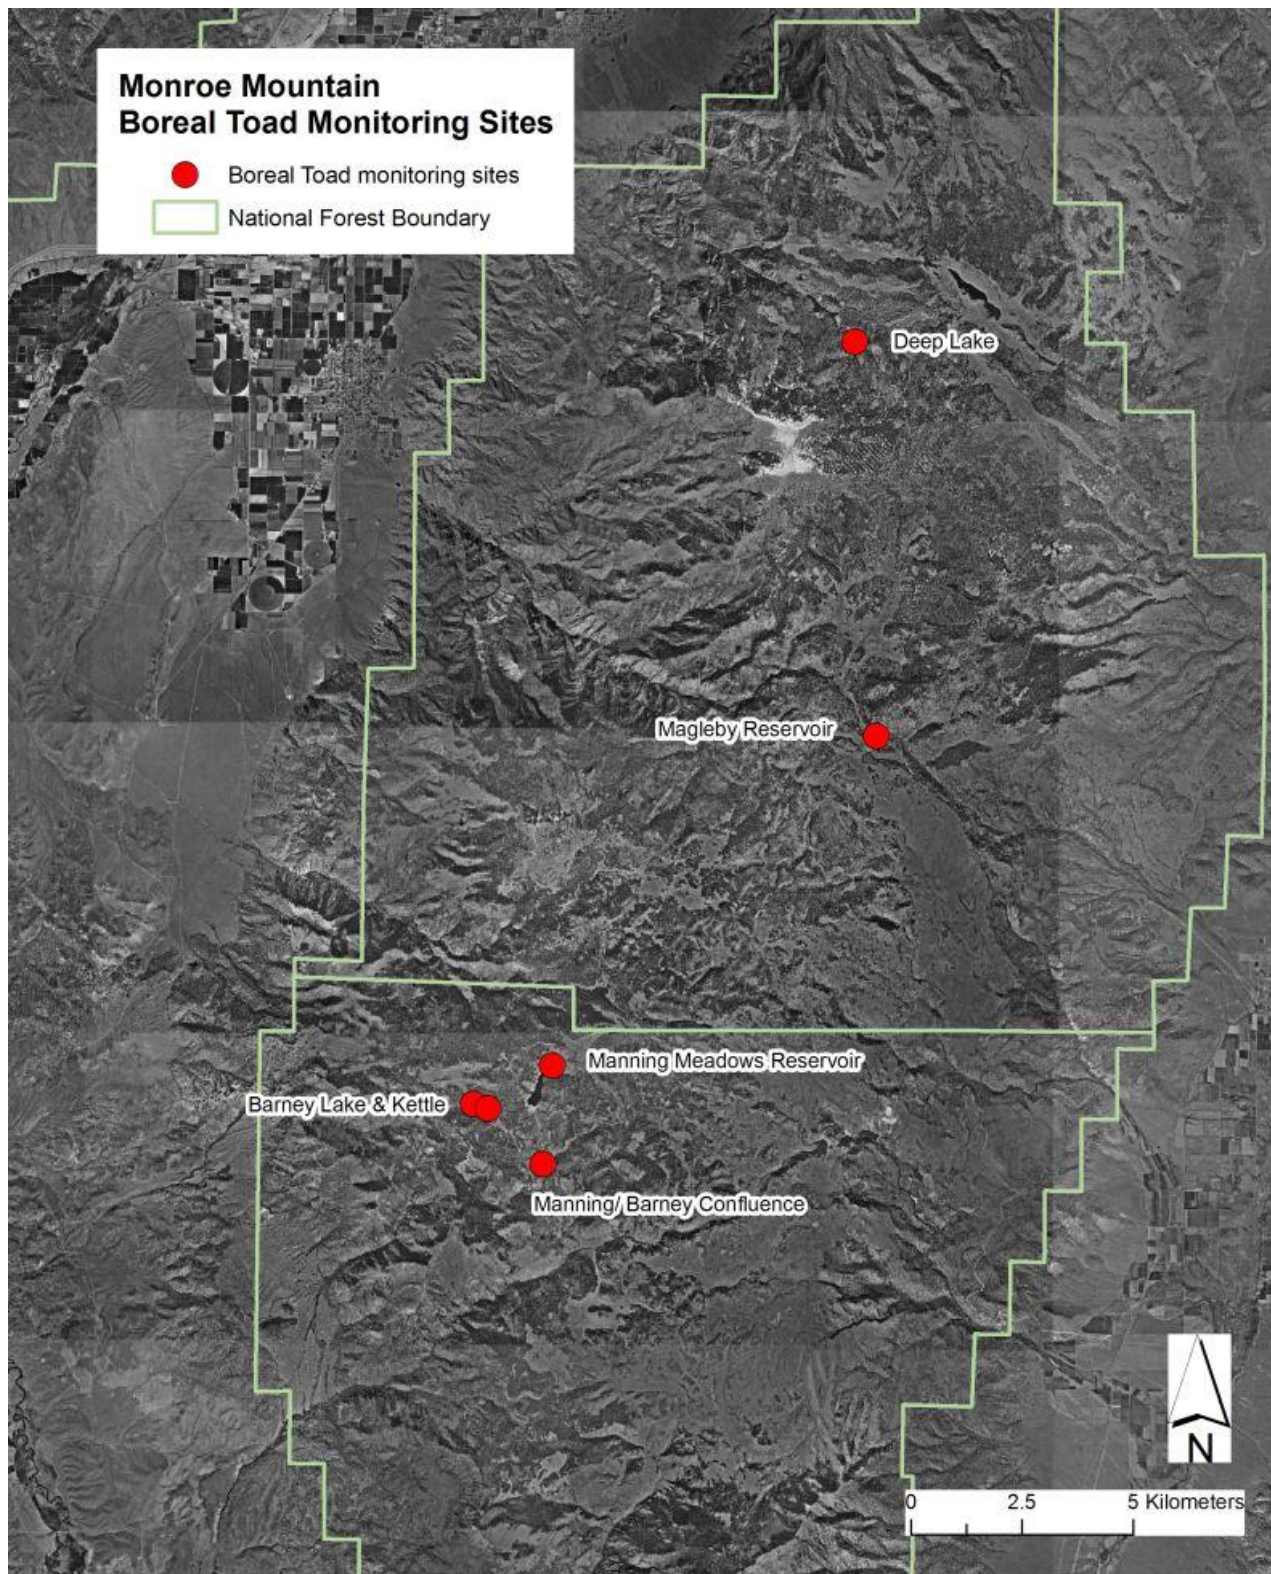 Monroe Mountain
Boreal Toad Monitoring Sites
Boreal Toad monitoring sites
National Forest Boundary
Deep Lake
Magleby Reservoir
Manning Meadows Reservoir
Barney Lake & Kettle
Manning/ Barney Confluence
N
0 2.5 5 Kilometers